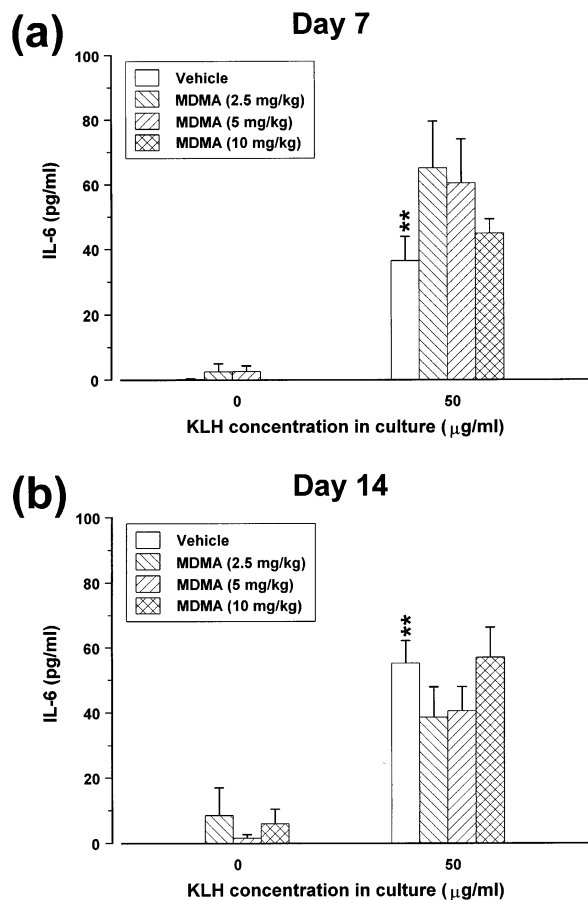 (a)
Day 7
100
80
60
40
20
0
IL-6 (pg/ml)
Vehicle
MDMA (2.5 mg/kg)
MDMA (5 mg/kg)
MDMA (10 mg/kg)
**
0
50
KLH concentration in culture (μg/ml)
(b)
Day 14
100
80
60
40
20
0
IL-6 (pg/ml)
Vehicle
MDMA (2.5 mg/kg)
MDMA (5 mg/kg)
MDMA (10 mg/kg)
**
0
50
KLH concentration in culture (μg/ml)